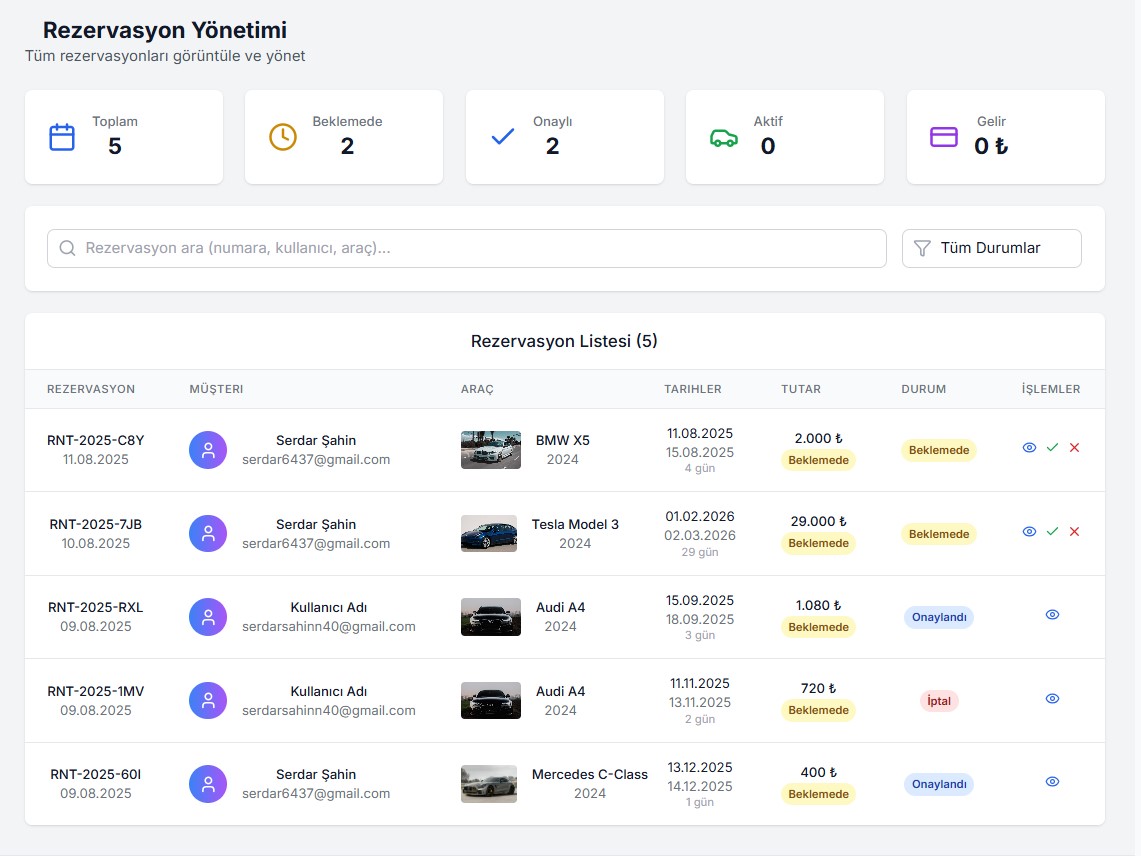 Rezervasyon Yönetimi
Tüm rezervasyonları görüntüle ve yönet
Toplam
5
Beklemede
2
Onaylı
2
Aktif
0
Gelir
0 ₺
Rezervasyon ara (numara, kullanıcı, araç)...
Tüm Durumlar
Rezervasyon Listesi (5)
REZERVASYON MÜŞTERI ARAÇ TARIHLER TUTAR DURUM İŞLEMLER
RNT-2025-C8Y
11.08.2025
Serdar Şahin
serdar6437@gmail.com
BMW X5
2024
11.08.2025
15.08.2025
4 gün
2.000 ₺
Beklemede
Beklemede
RNT-2025-7JB
10.08.2025
Serdar Şahin
serdar6437@gmail.com
Tesla Model 3
2024
01.02.2026
02.03.2026
29 gün
29.000 ₺
Beklemede
Beklemede
RNT-2025-RXL
09.08.2025
Kullanıcı Adı
serdarsahinn40@gmail.com
Audi A4
2024
15.09.2025
18.09.2025
3 gün
1.080 ₺
Beklemede
Onaylandı
RNT-2025-1MV
09.08.2025
Kullanıcı Adı
serdarsahinn40@gmail.com
Audi A4
2024
11.11.2025
13.11.2025
2 gün
720 ₺
Beklemede
İptal
RNT-2025-60I
09.08.2025
Serdar Şahin
serdar6437@gmail.com
Mercedes C-Class
2024
13.12.2025
14.12.2025
1 gün
400 ₺
Beklemede
Onaylandı